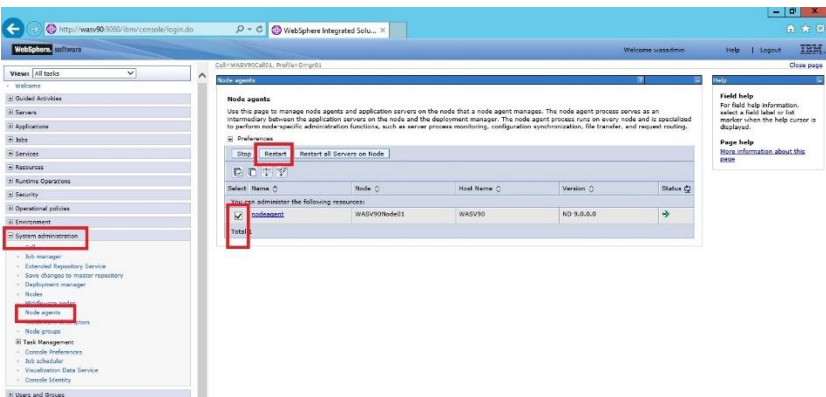 http://wasv90:9060/ibm/console/login.do
WebSphere Integrated Solu...
WebSphere. software
Welcome wasadmin
Help | Logout
IBM
Cell=WASV90Cell01, Profile=Dmgr01
Close page
View: All tasks
Welcome
Guided Activities
Servers
Applications
Jobs
Services
Resources
Runtime Operations
Security
Operational policies
Environment
System administration
Job manager
Extended Repository Service
Save changes to master repository
Deployment manager
Nodes
Middleware nodes
Node agents
Node groups
Task Management
Console Preferences
Job scheduler
Visualization Data Service
Console Identity
Users and Groups
Node agents
Node agents
Use this page to manage node agents and application servers on the node that a node agent manages. The node agent process serves as an
intermediary between the application servers on the node and the deployment manager. The node agent process runs on every node and is specialized
to perform node-specific administration functions, such as server process monitoring, configuration synchronization, file transfer, and request routing.
Preferences
Stop Restart Restart all Servers on Node
Select Name Node Host Name Version Status
You can administer the following resources:
nodeagent WASV90Node01 WASV90 ND 9.0.0.0
Total 1
Help
Field help
For field help information,
select a field label or list
marker when the help cursor is
displayed.
Page help
More information about this
page